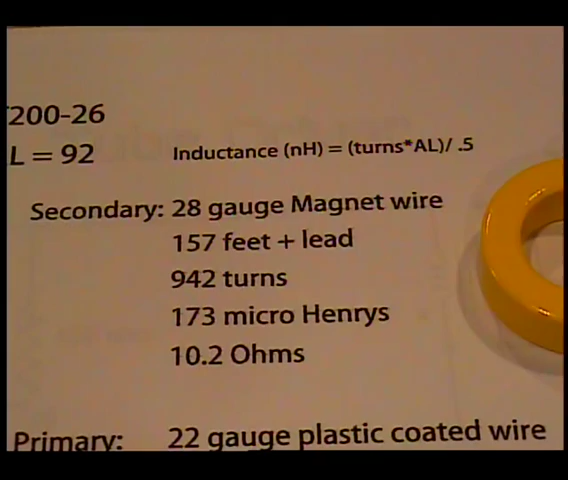 T200-26
L = 92
Inductance (nH) = (turns*AL)/ .5
Secondary: 28 gauge Magnet wire
157 feet + lead
942 turns
173 micro Henrys
10.2 Ohms
Primary: 22 gauge plastic coated wire